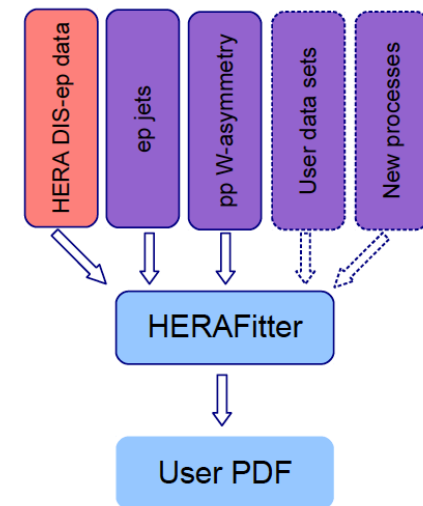 HERA DIS-ep data
ep jets
pp W-asymmetry
User data sets
New processes
HERAFitter
User PDF